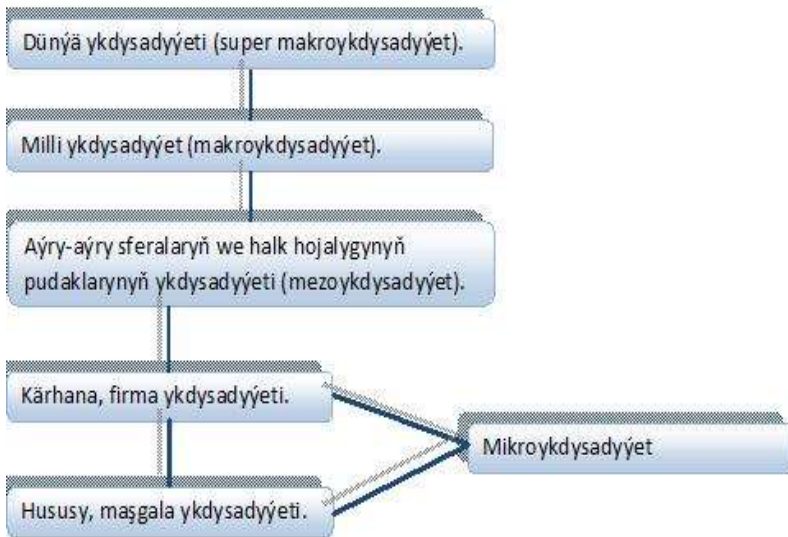 Dünýä ykdysadyýeti (super makroykdysadyýet).
Milli ykdysadyýet (makroykdysadyýet).
Aýry-aýry sferalaryň we halk hojalygynyň
pudaklarynyň ykdysadyýeti (mezoykdysadyýet).
Kärhana, firma ykdysadyýeti.
Mikroykdysadyýet
Hususy, maşgala ykdysadyýeti.